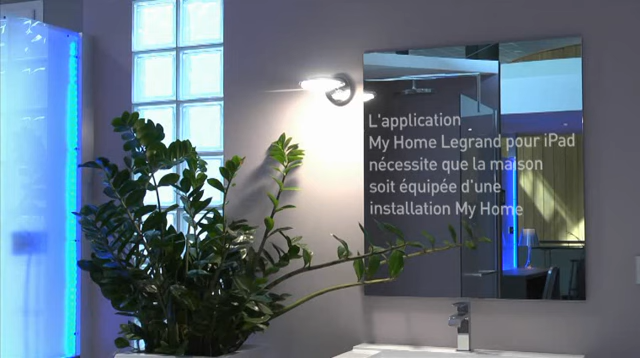 L'application
My Home Legrand pour iPad
nécessite que la maison
soit équipée d'une
installation My Home